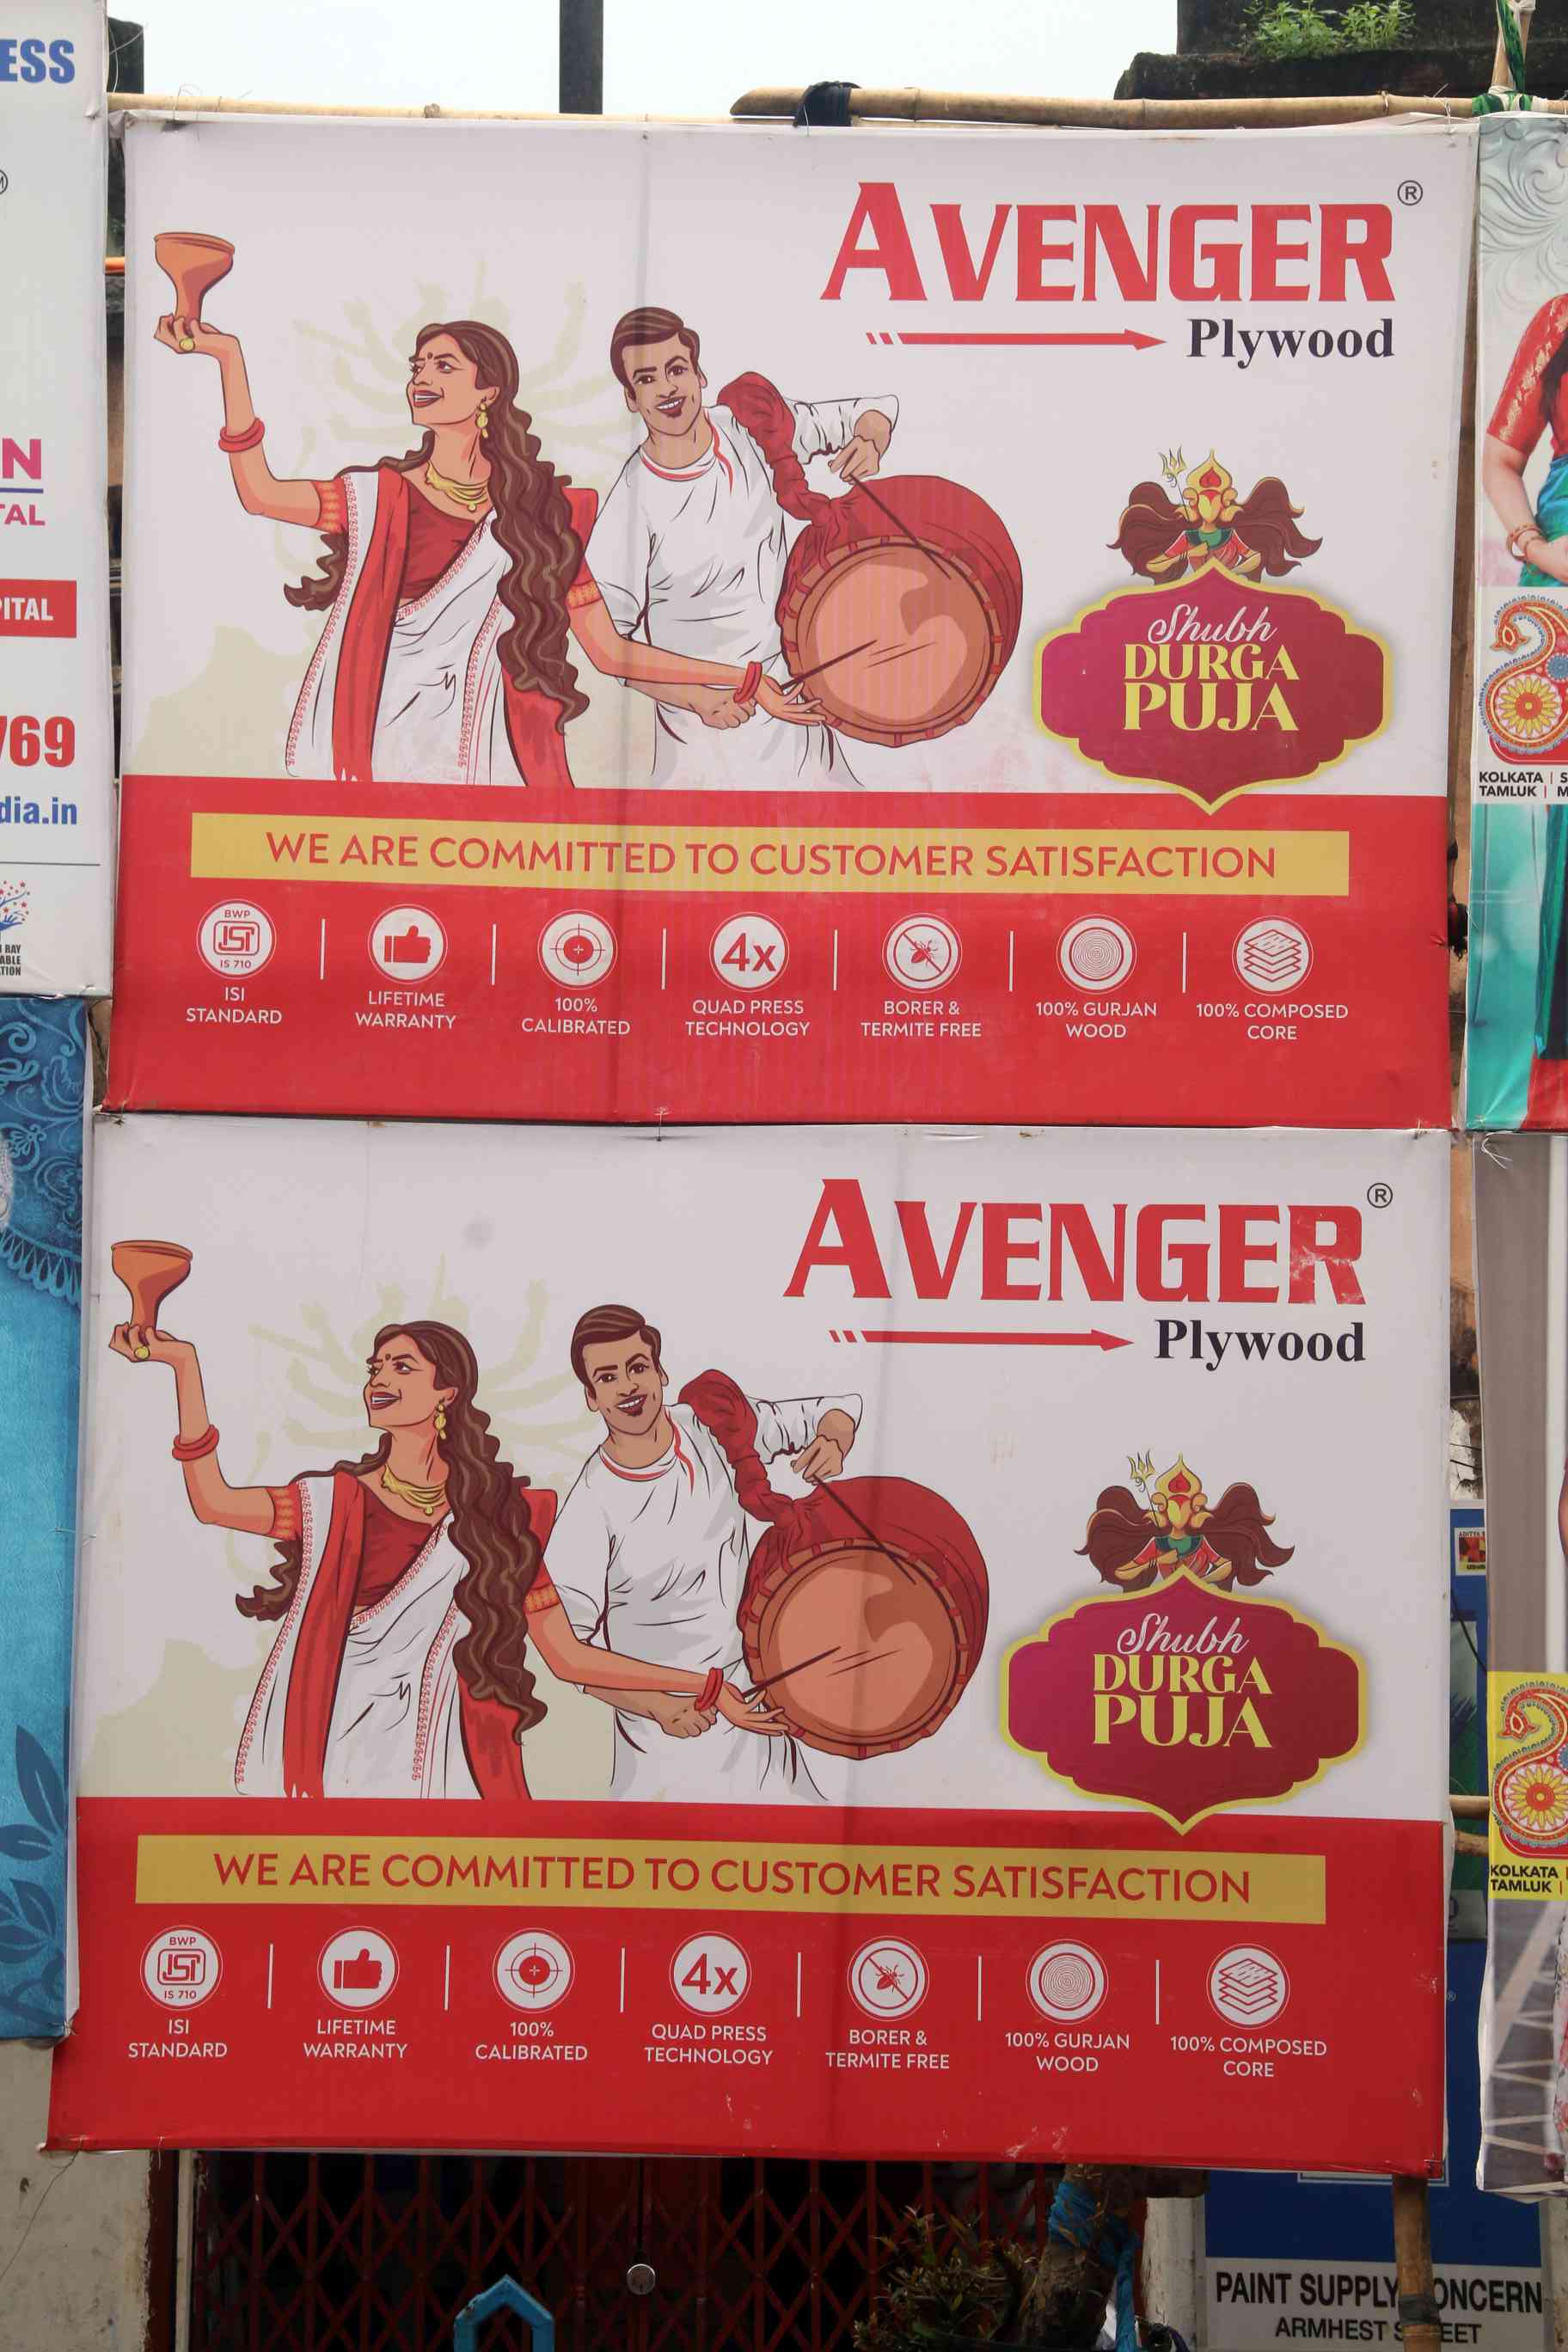 AVENGER®
Plywood
Shubh
DURGA
PUJA
WE ARE COMMITTED TO CUSTOMER SATISFACTION
BWP
ISI
IS 710
ISI
STANDARD
LIFETIME
WARRANTY
100%
CALIBRATED
4x
QUAD PRESS
TECHNOLOGY
BORER &
TERMITE FREE
100% GURJAN
WOOD
100% COMPOSED
CORE
AVENGER®
Plywood
Shubh
DURGA
PUJA
WE ARE COMMITTED TO CUSTOMER SATISFACTION
BWP
ISI
IS 710
ISI
STANDARD
LIFETIME
WARRANTY
100%
CALIBRATED
4x
QUAD PRESS
TECHNOLOGY
BORER &
TERMITE FREE
100% GURJAN
WOOD
100% COMPOSED
CORE
ESS
N
TAL
PITAL
769
dia.in
RAY
ABLE
TION
KOLKATA | S
TAMLUK | M
KOLKATA
TAMLUK |
PAINT SUPPLY ONCERN
ARMHEST S EET